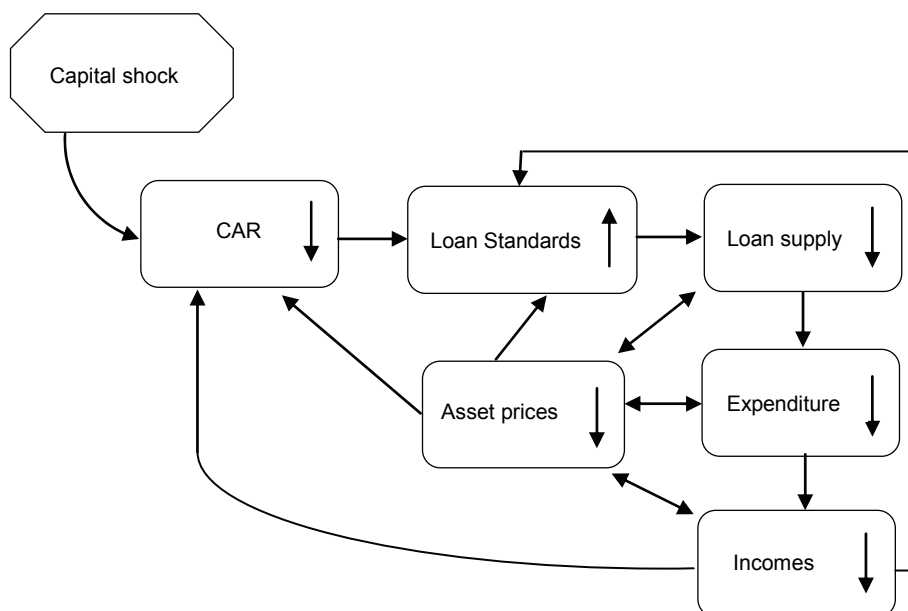 Capital shock
CAR
Loan Standards
Loan supply
Asset prices
Expenditure
Incomes